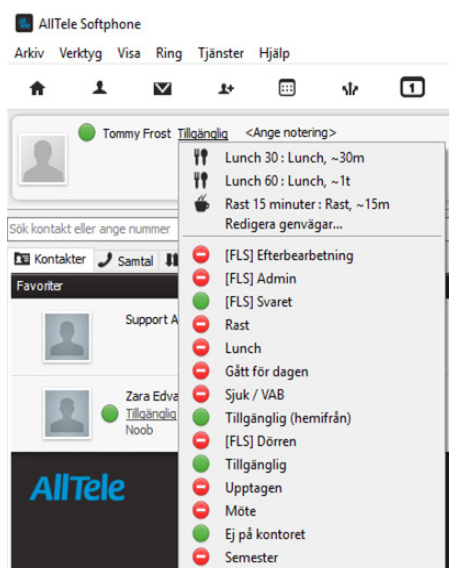 AllTele Softphone
Arkiv Verktyg Visa Ring Tjänster Hjälp
1
Tommy Frost Tillgänglig <Ange notering>
Lunch 30 : Lunch, ~30m
Lunch 60 : Lunch, ~1t
Rast 15 minuter : Rast, ~15m
Redigera genvägar...
Sök kontakt eller ange nummer
Kontakter Samtal
Favoriter
Support A
Zara Edva
Tillgänglig
Noob
AllTele
[FLS] Efterbearbetning
[FLS] Admin
[FLS] Svaret
Rast
Lunch
Gått för dagen
Sjuk / VAB
Tillgänglig (hemifrån)
[FLS] Dörren
Tillgänglig
Upptagen
Möte
Ej på kontoret
Semester